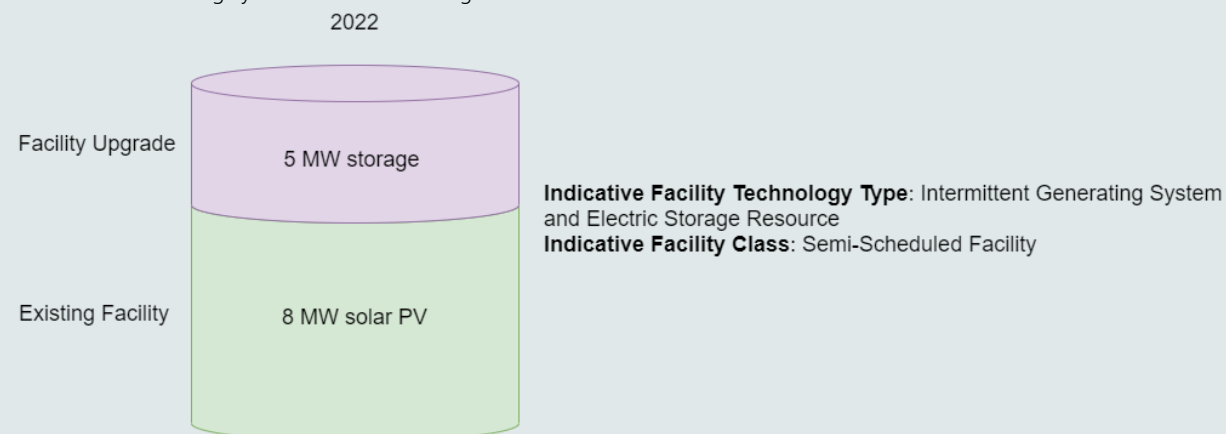 2022
Facility Upgrade
5 MW storage
Indicative Facility Technology Type: Intermittent Generating System
and Electric Storage Resource
Indicative Facility Class: Semi-Scheduled Facility
Existing Facility
8 MW solar PV